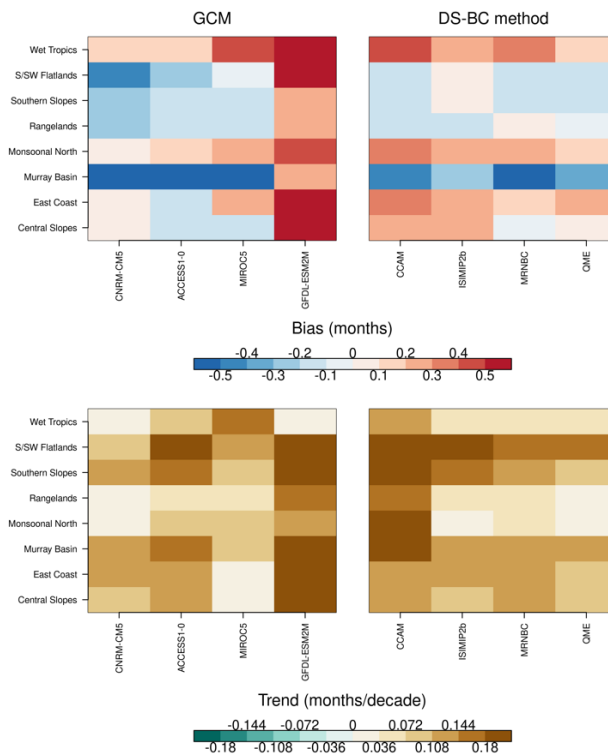 GCM
DS-BC method
Wet Tropics
S/SW Flatlands
Southern Slopes
Rangelands
Monsoonal North
Murray Basin
East Coast
Central Slopes
CNRM-CM5
ACCESS1-0
MIROC5
GFDL-ESM2M
CCAM
ISIMIP2b
MRNBC
QME
Bias (months)
-0.4 -0.2 0 0.2 0.4
-0.5 -0.3 -0.1 0.1 0.3 0.5
Wet Tropics
S/SW Flatlands
Southern Slopes
Rangelands
Monsoonal North
Murray Basin
East Coast
Central Slopes
CNRM-CM5
ACCESS1-0
MIROC5
GFDL-ESM2M
CCAM
ISIMIP2b
MRNBC
QME
Trend (months/decade)
-0.144 -0.072 0 0.072 0.144
-0.18 -0.108 -0.036 0.036 0.108 0.18